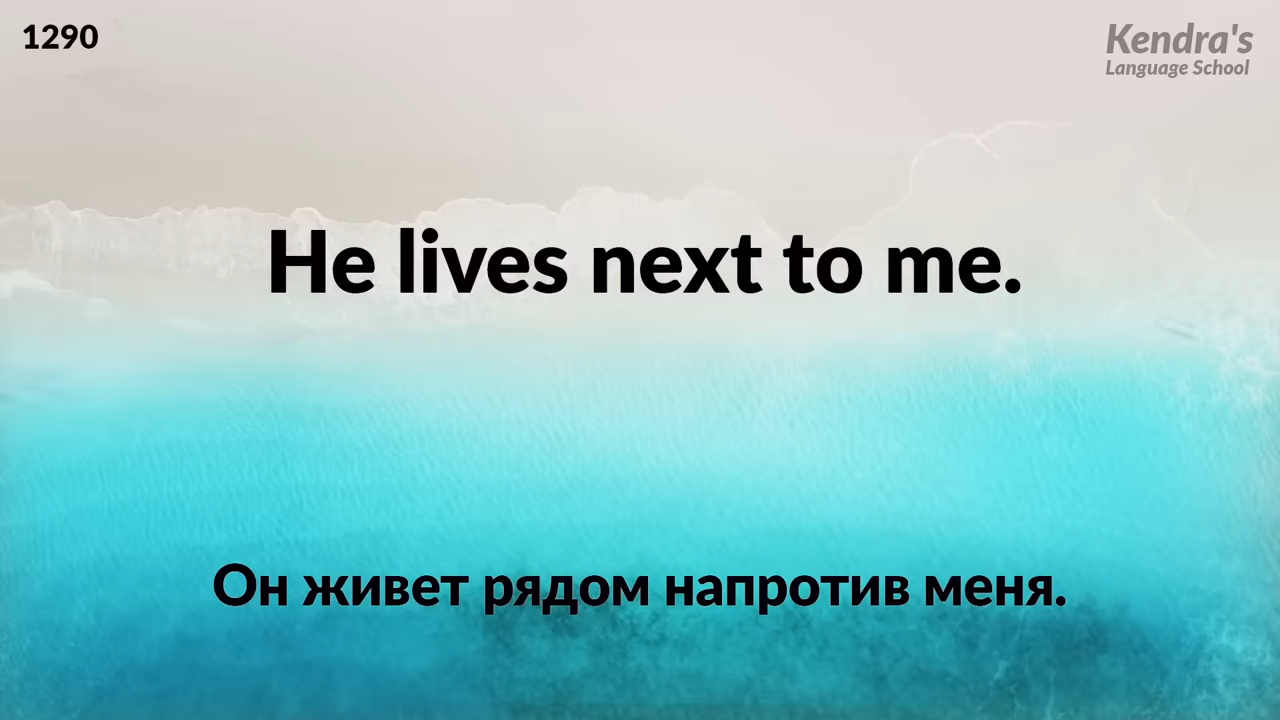 1290
Kendra's
Language School
He lives next to me.
Он живет рядом напротив меня.